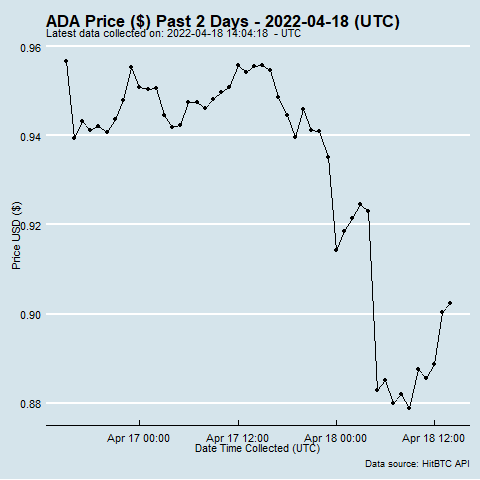 ADA Price ($) Past 2 Days - 2022-04-18 (UTC)
Latest data collected on: 2022-04-18 14:04:18 - UTC
0.96
0.94
0.92
0.90
0.88
Price USD ($)
Apr 17 00:00 Apr 17 12:00 Apr 18 00:00 Apr 18 12:00
Date Time Collected (UTC)
Data source: HitBTC API